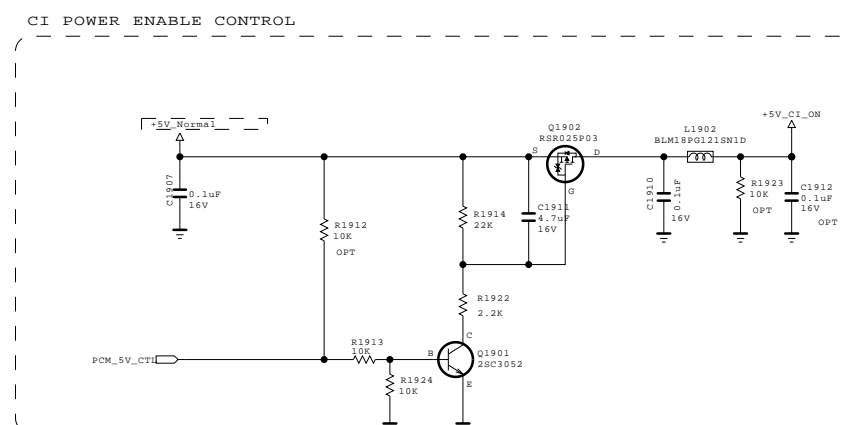 CI POWER ENABLE CONTROL
+5V_Normal
C1907
0.1uF
16V
R1912
10K
OPT
R1914
22K
C1911
4.7uF
16V
Q1902
RSR025P03
S
D
G
C1910
0.1uF
16V
L1902
BLM18PG121SN1D
+5V_CI_ON
R1923
10K
OPT
C1912
0.1uF
16V
OPT
R1922
2.2K
PCM_5V_CTL
R1913
10K
R1924
10K
B
C
E
Q1901
2SC3052